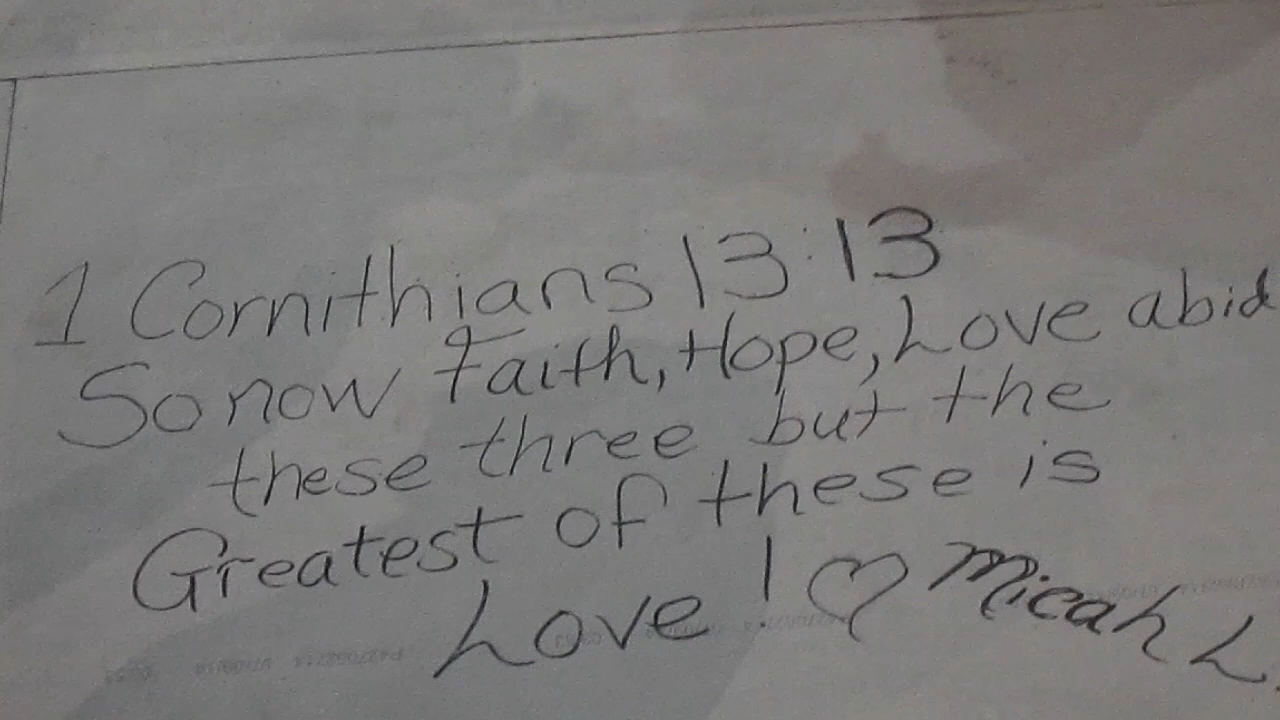 1 Cornithians 13:13
So now faith, Hope, Love abid
these three but the
Greatest of these is
Love! ♡ Micah L.